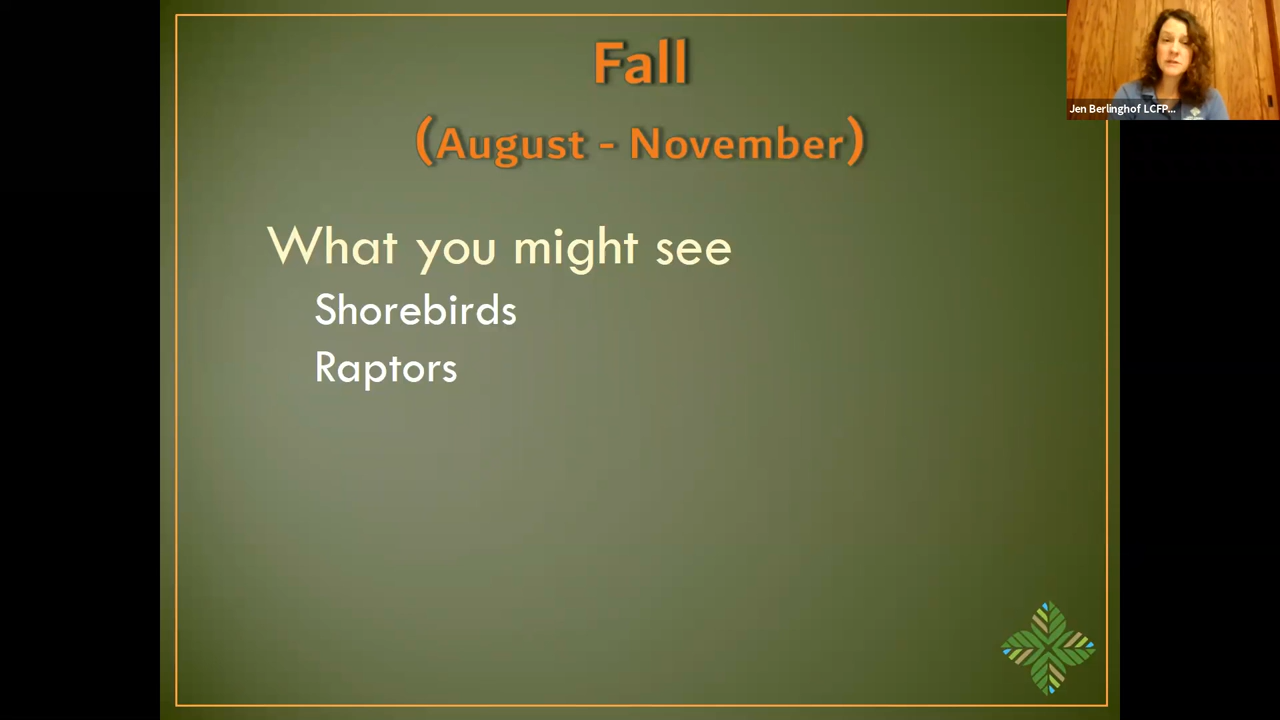 Fall
(August - November)
Jen Berlinghof LCFP...
What you might see
Shorebirds
Raptors